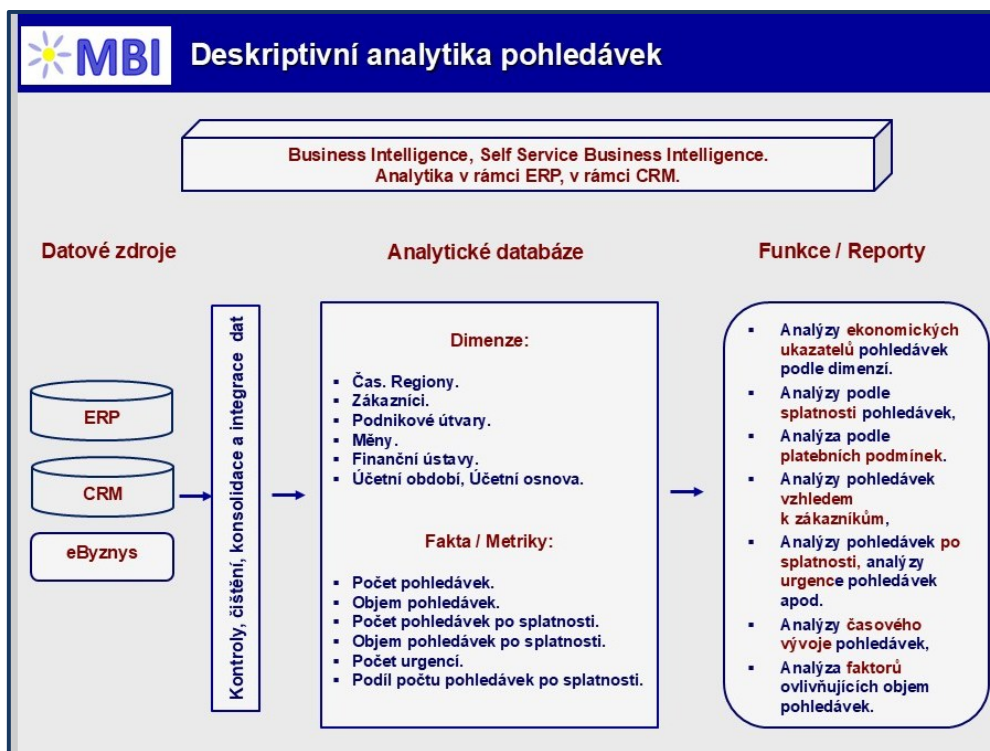 MBI
Deskriptivní analytika pohledávek
Business Intelligence, Self Service Business Intelligence.
Analytika v rámci ERP, v rámci CRM.
Datové zdroje
ERP
CRM
eByznys
Kontroly, čištění, konsolidace a integrace dat
Analytické databáze
Dimenze:
▪ Čas. Regiony.
▪ Zákazníci.
▪ Podnikové útvary.
▪ Měny.
▪ Finanční ústavy.
▪ Účetní období, Účetní osnova.
Fakta / Metriky:
▪ Počet pohledávek.
▪ Objem pohledávek.
▪ Počet pohledávek po splatnosti.
▪ Objem pohledávek po splatnosti.
▪ Počet urgencí.
▪ Podíl počtu pohledávek po splatnosti.
Funkce / Reporty
▪ Analýzy ekonomických
ukazatelů pohledávek
podle dimenzí.
▪ Analýzy podle
splatnosti pohledávek,
▪ Analýza podle
platebních podmínek.
▪ Analýzy pohledávek
vzhledem
k zákazníkům,
▪ Analýzy pohledávek po
splatnosti, analýzy
urgence pohledávek
apod.
▪ Analýzy časového
vývoje pohledávek,
▪ Analýza faktorů
ovlivňujících objem
pohledávek.